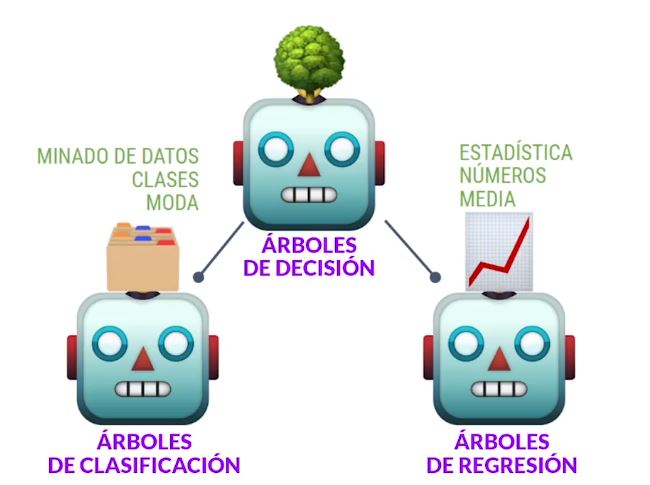 MINADO DE DATOS
CLASES
MODA
ESTADÍSTICA
NÚMEROS
MEDIA
ÁRBOLES
DE DECISIÓN
ÁRBOLES
DE CLASIFICACIÓN
ÁRBOLES
DE REGRESIÓN